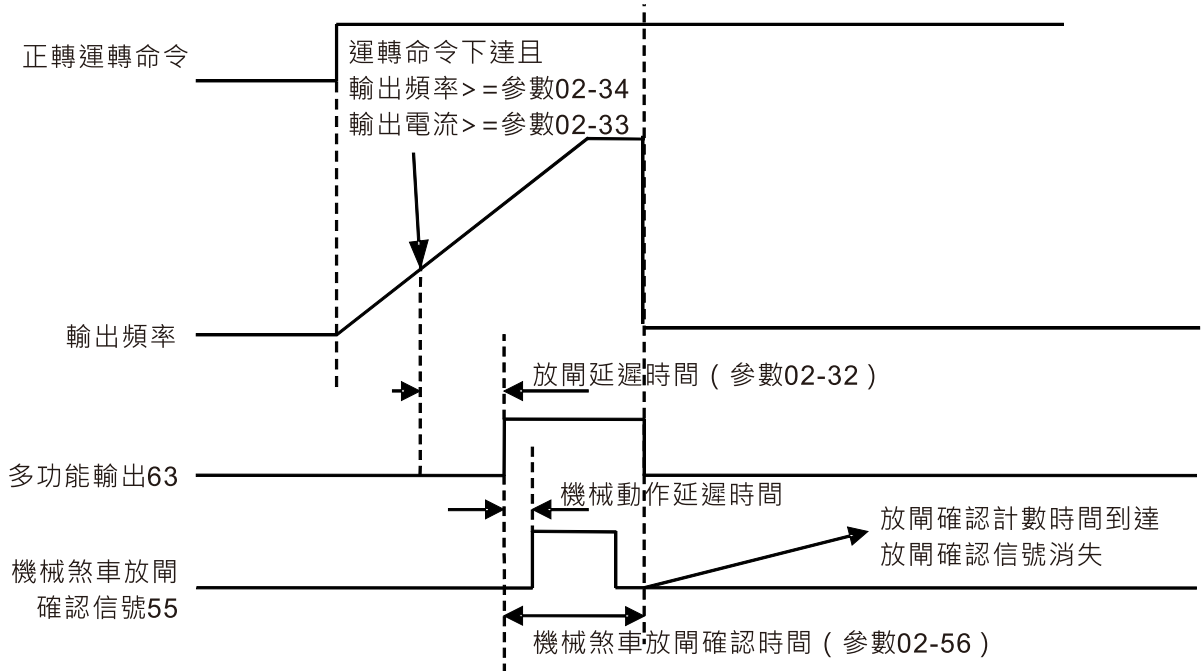 正轉運轉命令
運轉命令下達且
輸出頻率>=參數02-34
輸出電流>=參數02-33
輸出頻率
放閘延遲時間(參數02-32)
多功能輸出63
機械動作延遲時間
放閘確認計數時間到達
放閘確認信號消失
機械煞車放閘
確認信號55
機械煞車放閘確認時間(參數02-56)